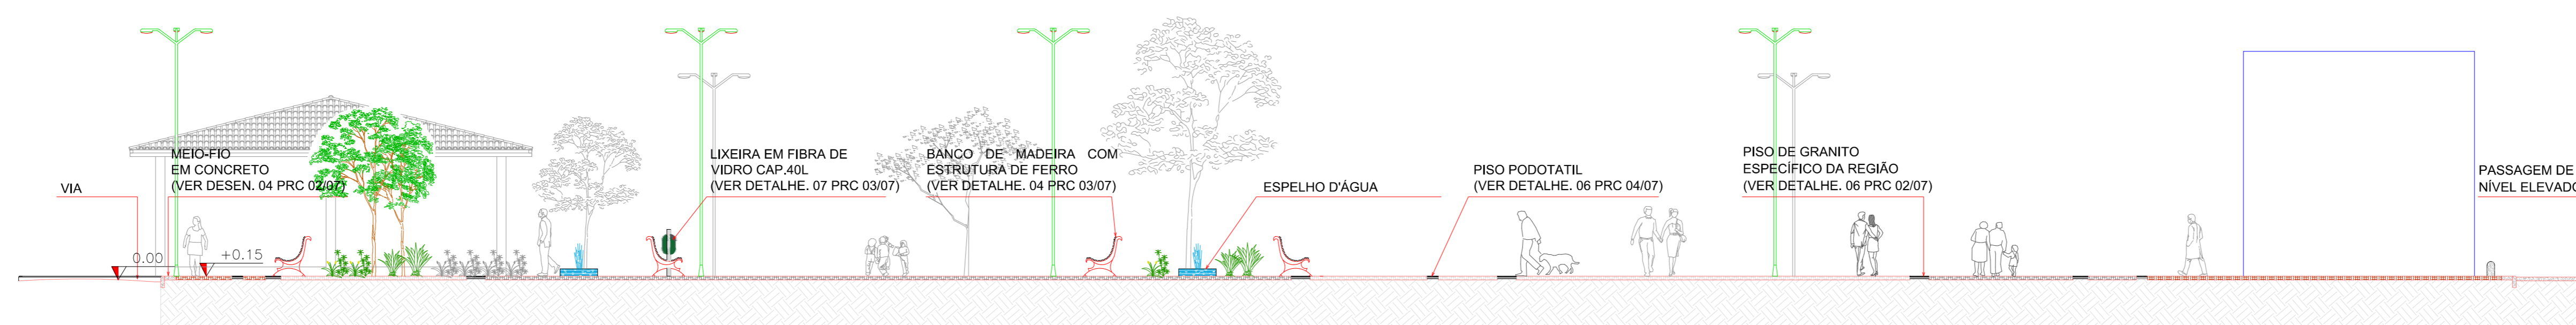 VIA
0.00
MEIO-FIO
EM CONCRETO
(VER DESEN. 04 PRC 02/07)
+0.15
LIXEIRA EM FIBRA DE
VIDRO CAP.40L
(VER DETALHE. 07 PRC 03/07)
BANCO DE MADEIRA COM
ESTRUTURA DE FERRO
(VER DETALHE. 04 PRC 03/07)
ESPELHO D'ÁGUA
PISO PODOTATIL
(VER DETALHE. 06 PRC 04/07)
PISO DE GRANITO
ESPECÍFICO DA REGIÃO
(VER DETALHE. 06 PRC 02/07)
PASSAGEM DE
NÍVEL